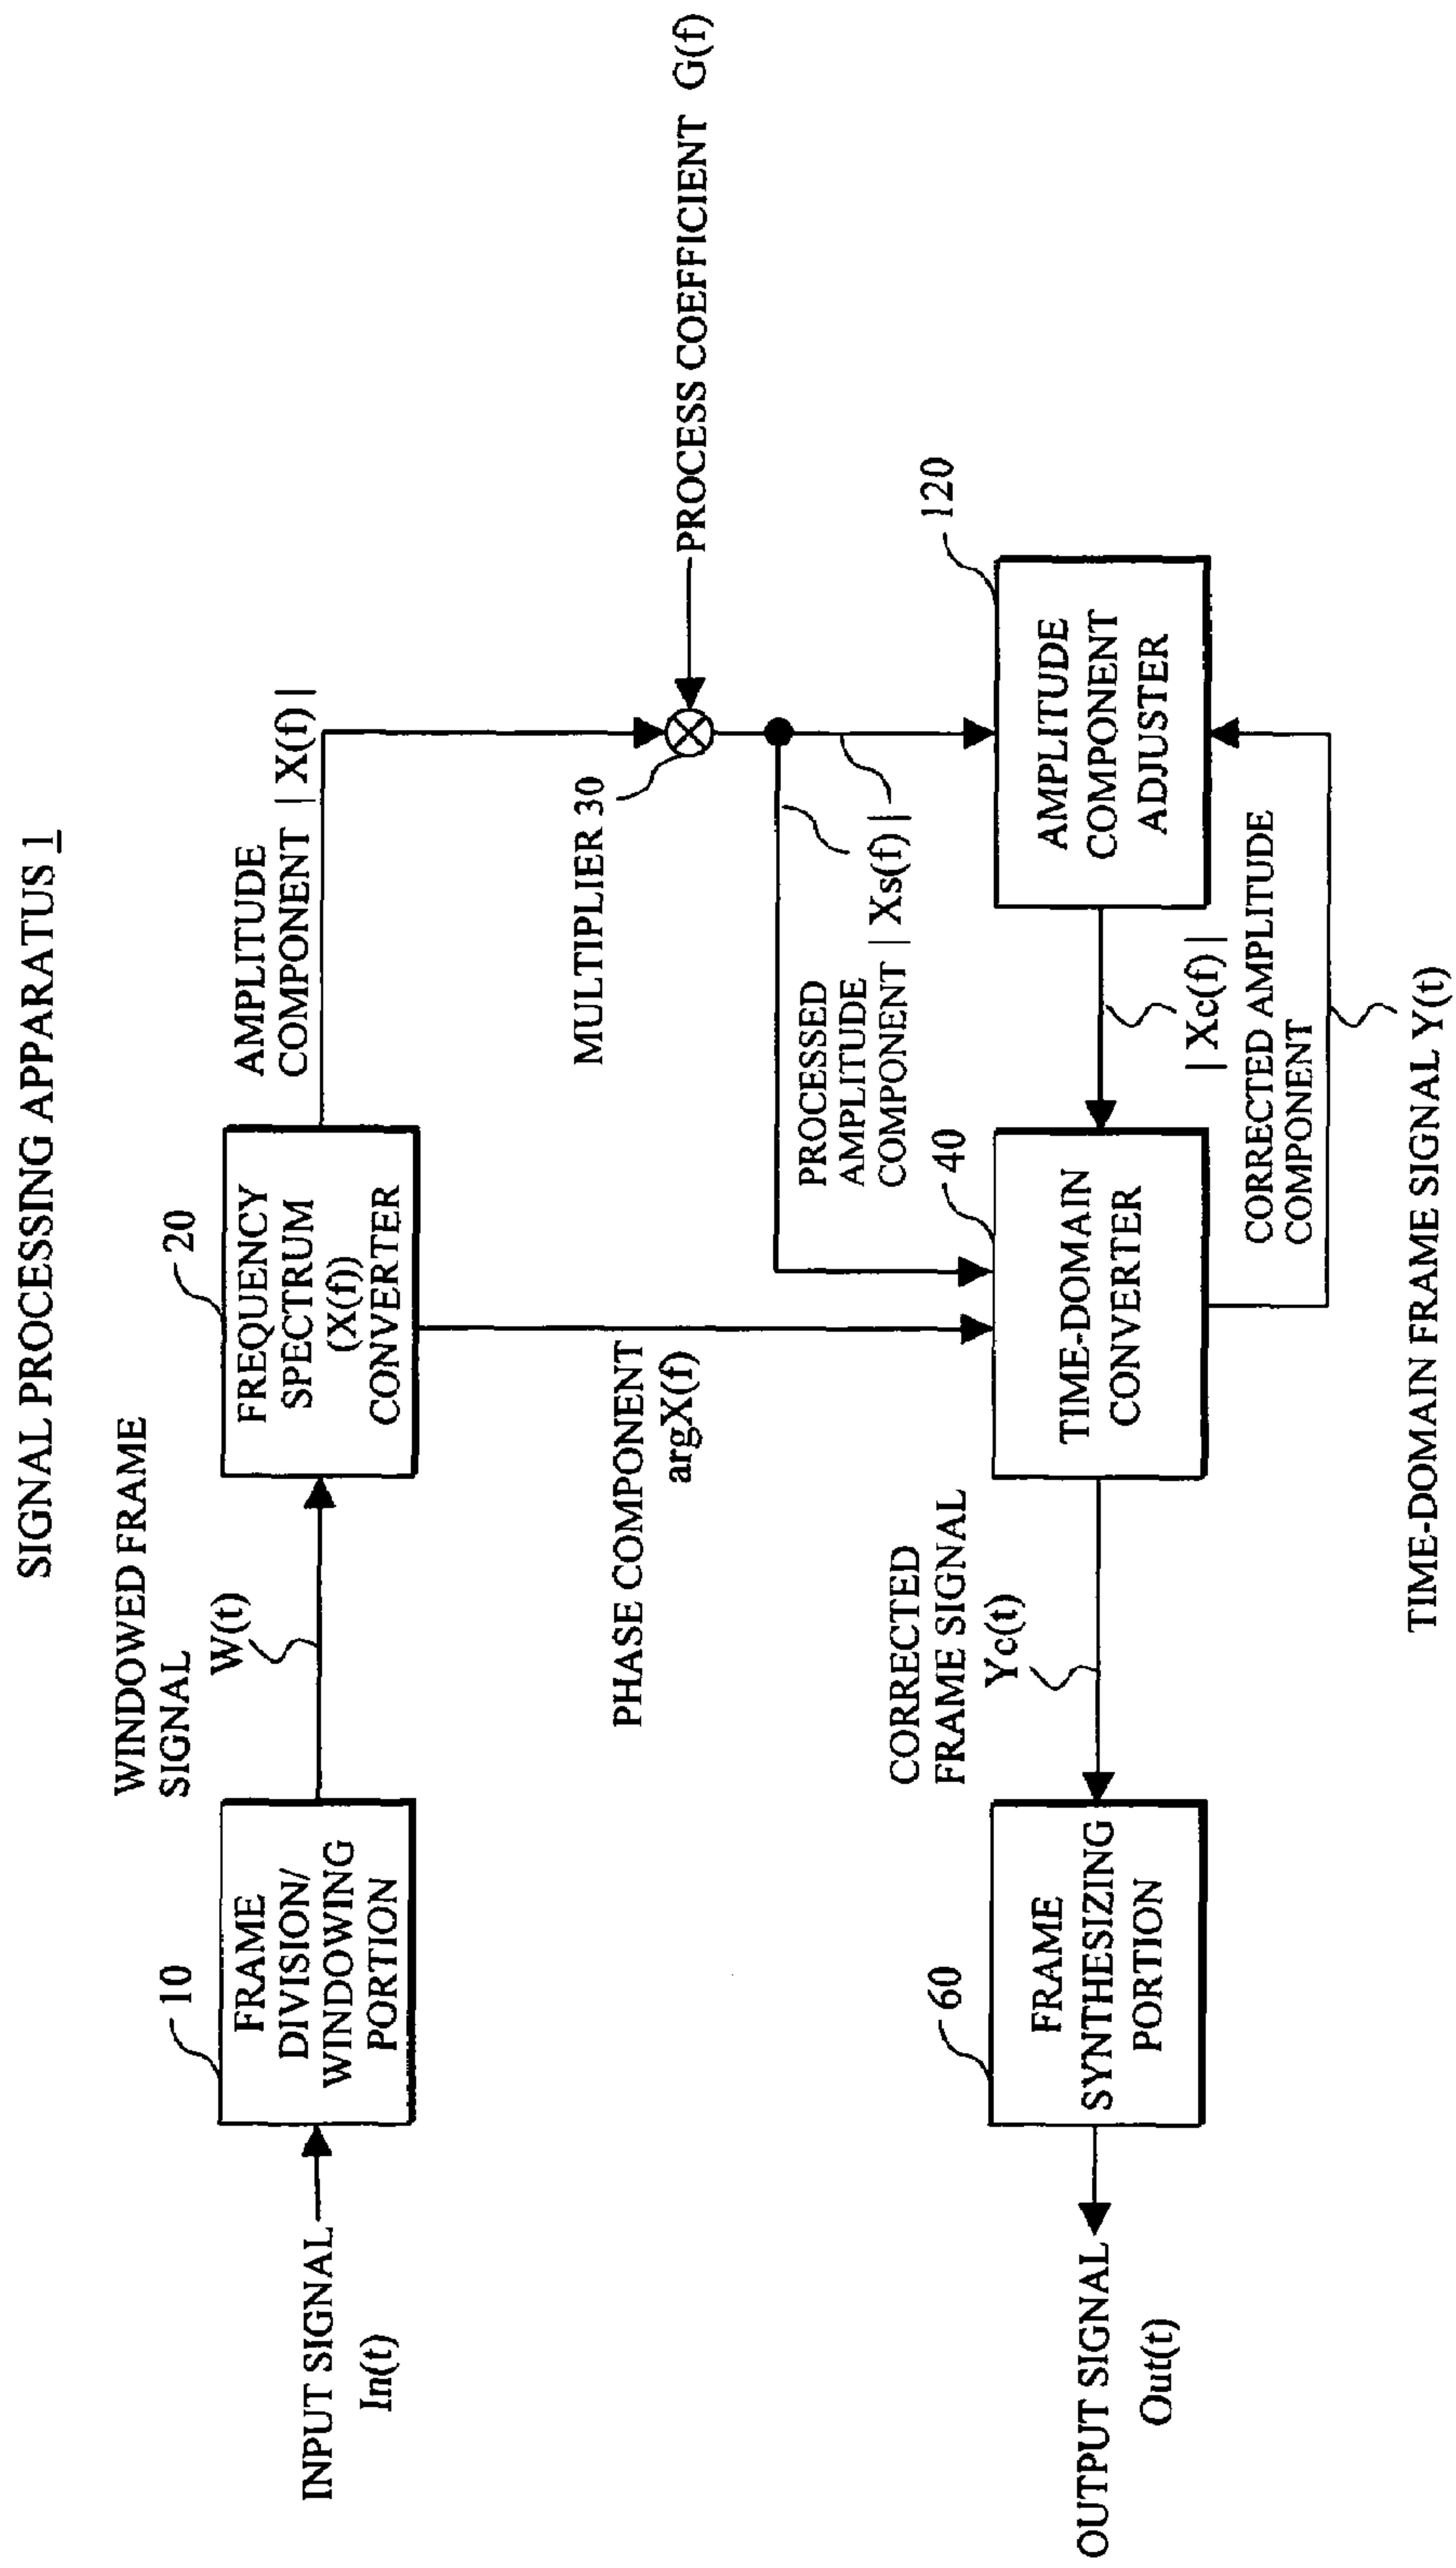 SIGNAL PROCESSING APPARATUS 1
INPUT SIGNAL
In(t)
10
FRAME
DIVISION/
WINDOWING
PORTION
WINDOWED FRAME
SIGNAL
W(t)
20
FREQUENCY
SPECTRUM
(X(f))
CONVERTER
AMPLITUDE
COMPONENT | X(f) |
PHASE COMPONENT
argX(f)
MULTIPLIER 30
PROCESS COEFFICIENT G(f)
PROCESSED
AMPLITUDE
COMPONENT | Xs(f) |
OUTPUT SIGNAL
Out(t)
60
FRAME
SYNTHESIZING
PORTION
CORRECTED
FRAME SIGNAL
Yc(t)
40
TIME-DOMAIN
CONVERTER
| Xc(f) |
CORRECTED AMPLITUDE
COMPONENT
120
AMPLITUDE
COMPONENT
ADJUSTER
TIME-DOMAIN FRAME SIGNAL Y(t)